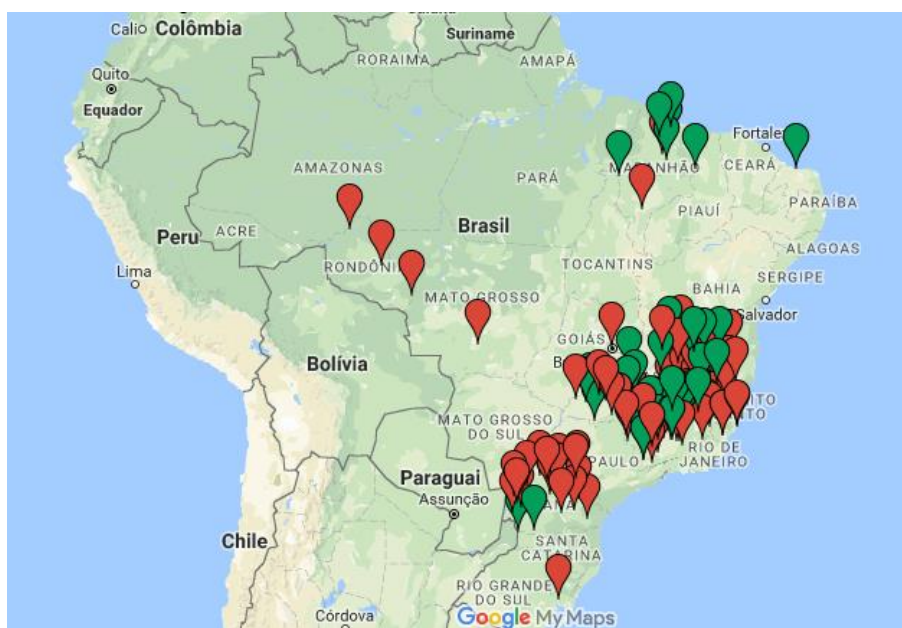 Cali
Colômbia
Suriname
RORAIMA
AMAPÁ
Quito
Equador
Fortale
AMAZONAS
PARÁ
MARANHÃO
CEARÁ
PARAÍBA
PIAUÍ
Brasil
Peru
ACRE
ALAGOAS
Lima
RONDÔNI
TOCANTINS
SERGIPE
MATO GROSSO
BAHIA
Salvador
GOIÁS
Bolívia
MATO GROSSO
DO SUL
PAULO
RIO DE
JANEIRO
Paraguai
Assunção
Chile
SANTA
CATARINA
RIO GRANDE
DO SUL
Google My Maps
Córdova